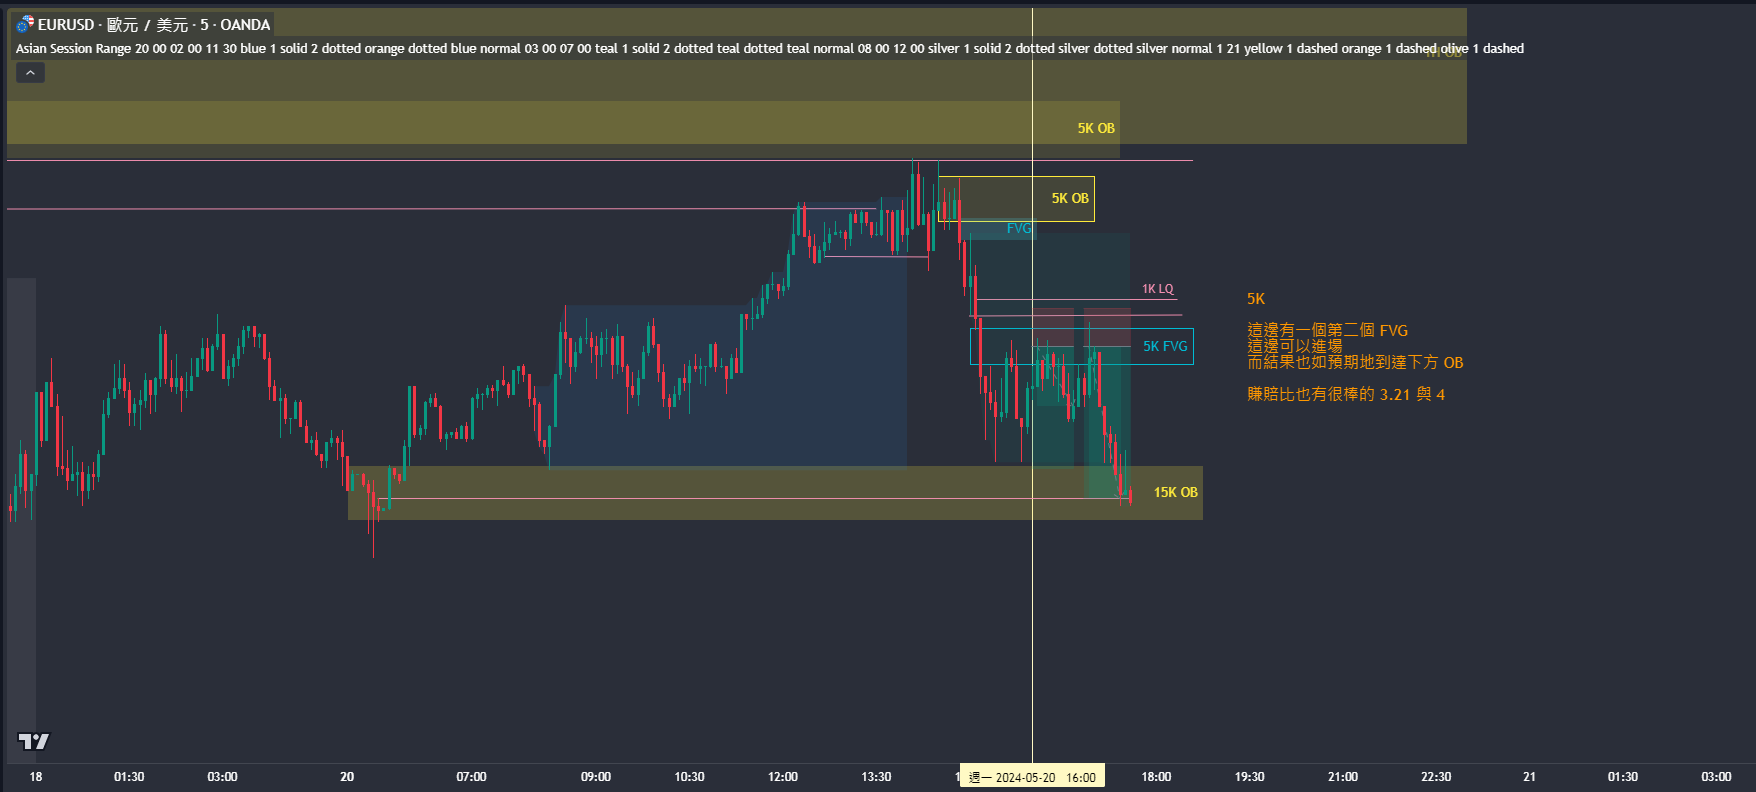 EURUSD · 歐元 / 美元 · 5 · OANDA
Asian Session Range 20 00 02 00 11 30 blue 1 solid 2 dotted orange dotted blue normal 03 00 07 00 teal 1 solid 2 dotted teal dotted teal normal 08 00 12 00 silver 1 solid 2 dotted silver dotted silver normal 1 21 yellow 1 dashed orange 1 dashed olive 1 dashed
5K OB
5K OB
FVG
1K LQ
5K FVG
15K OB
5K
這邊有一個第二個 FVG
這邊可以進場
而結果也如預期地到達下方 OB
賺賠比也有很棒的 3.21 與 4
18 01:30 03:00 20 07:00 09:00 10:30 12:00 13:30 週一 2024-05-20 16:00 18:00 19:30 21:00 22:30 21 01:30 03:00